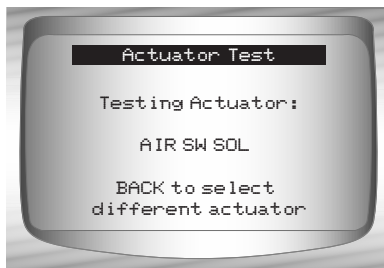 Actuator Test
Testing Actuator:
AIR SW SOL
BACK to select
different actuator